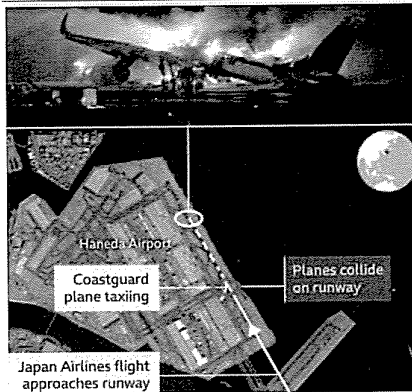 Haneda Airport
Coastguard
plane taxiing
Planes collide
on runway
Japan Airlines flight
approaches runway